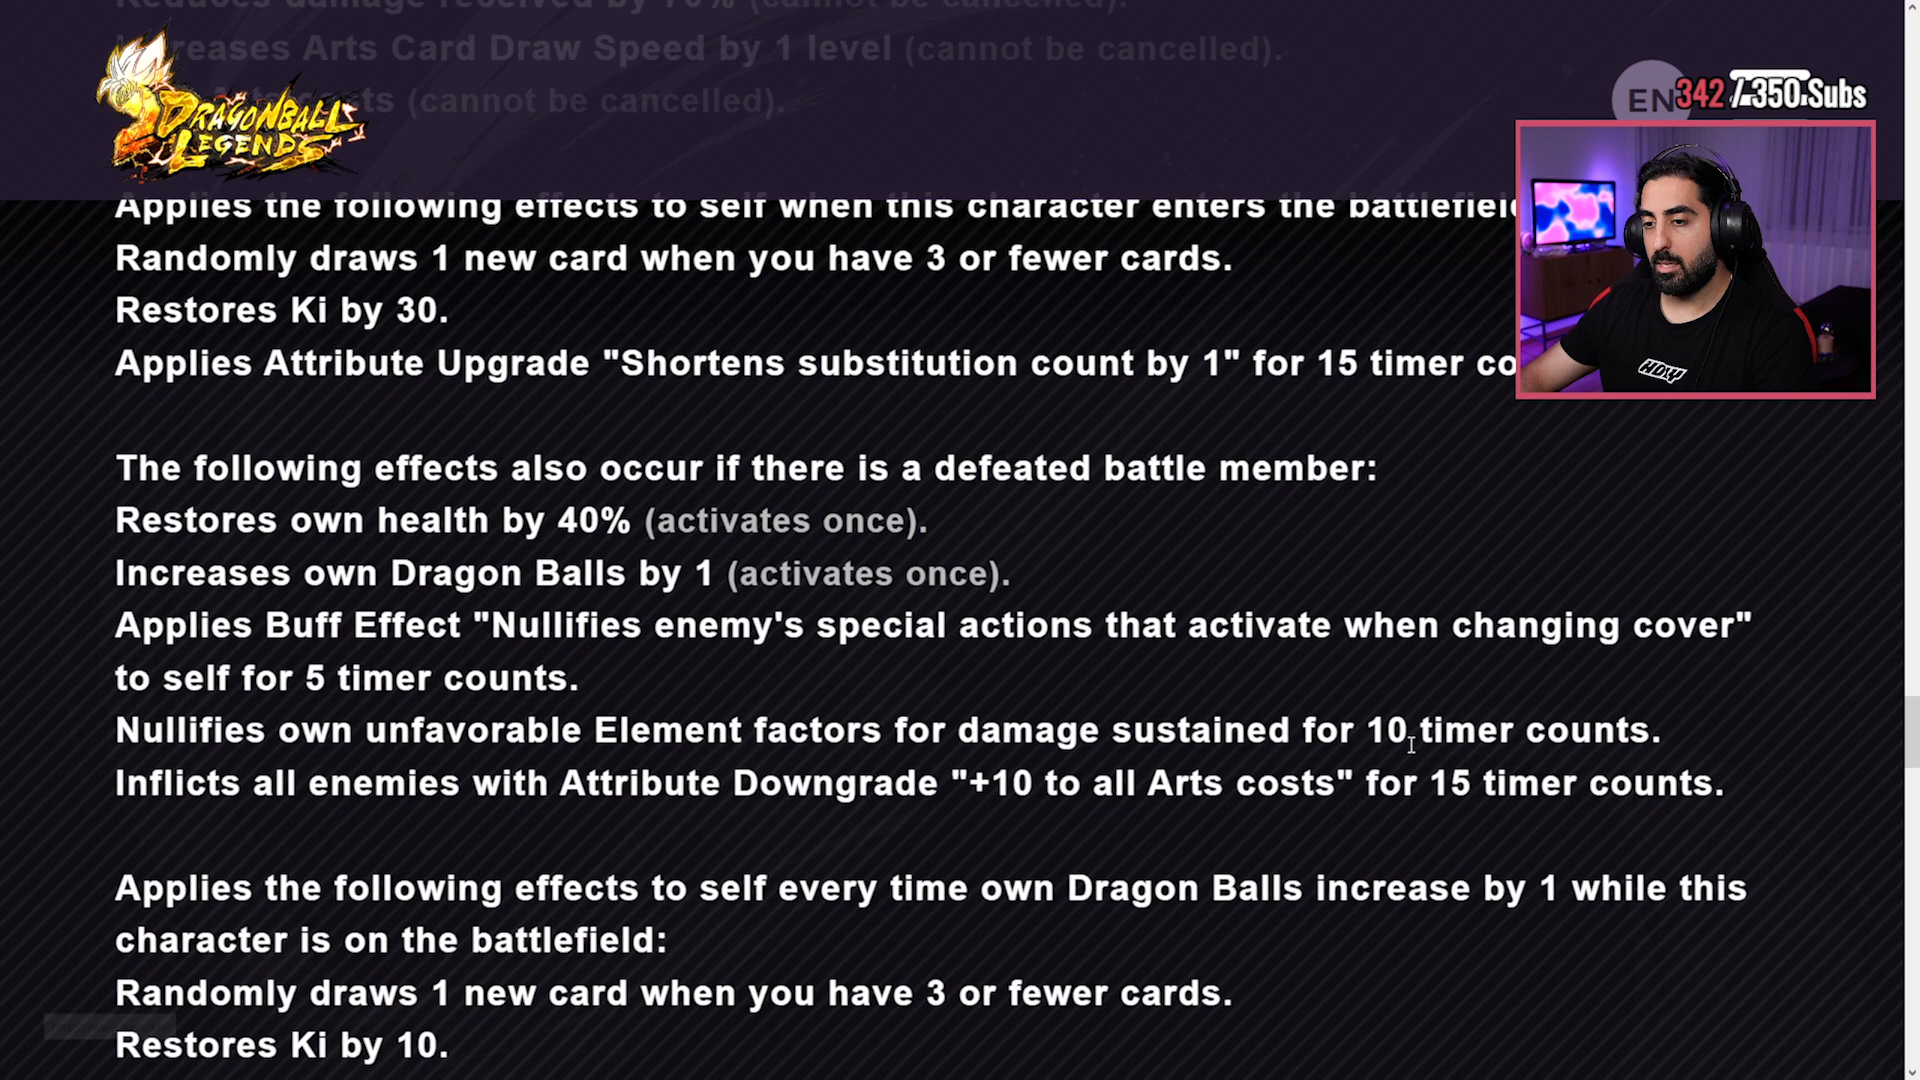 Reduces damage received by 70% (cannot be cancelled).
Increases Arts Card Draw Speed by 1 level (cannot be cancelled).
(cannot be cancelled).
DRAGONBALL
LEGENDS
EN
342 / 350 Subs
Applies the following effects to self when this character enters the battlefield
Randomly draws 1 new card when you have 3 or fewer cards.
Restores Ki by 30.
Applies Attribute Upgrade "Shortens substitution count by 1" for 15 timer co
The following effects also occur if there is a defeated battle member:
Restores own health by 40% (activates once).
Increases own Dragon Balls by 1 (activates once).
Applies Buff Effect "Nullifies enemy's special actions that activate when changing cover"
to self for 5 timer counts.
Nullifies own unfavorable Element factors for damage sustained for 10 timer counts.
Inflicts all enemies with Attribute Downgrade "+10 to all Arts costs" for 15 timer counts.
Applies the following effects to self every time own Dragon Balls increase by 1 while this
character is on the battlefield:
Randomly draws 1 new card when you have 3 or fewer cards.
Restores Ki by 10.